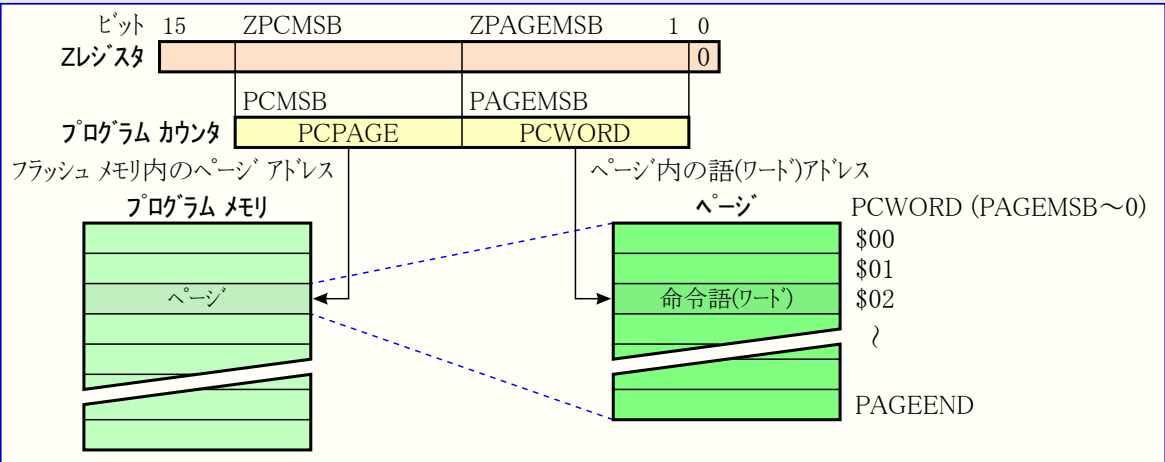 ビット 15 ZPCMSB ZPAGEMSB 1 0
Zレジスタ 0
PCMSB PAGEMSB
プログラム カウンタ PCPAGE PCWORD
フラッシュ メモリ内のページ アドレス ページ内の語(ワード)アドレス
プログラム メモリ ページ PCWORD (PAGEMSB～0)
$00
$01
ページ 命令語(ワード) $02
～
PAGEEND